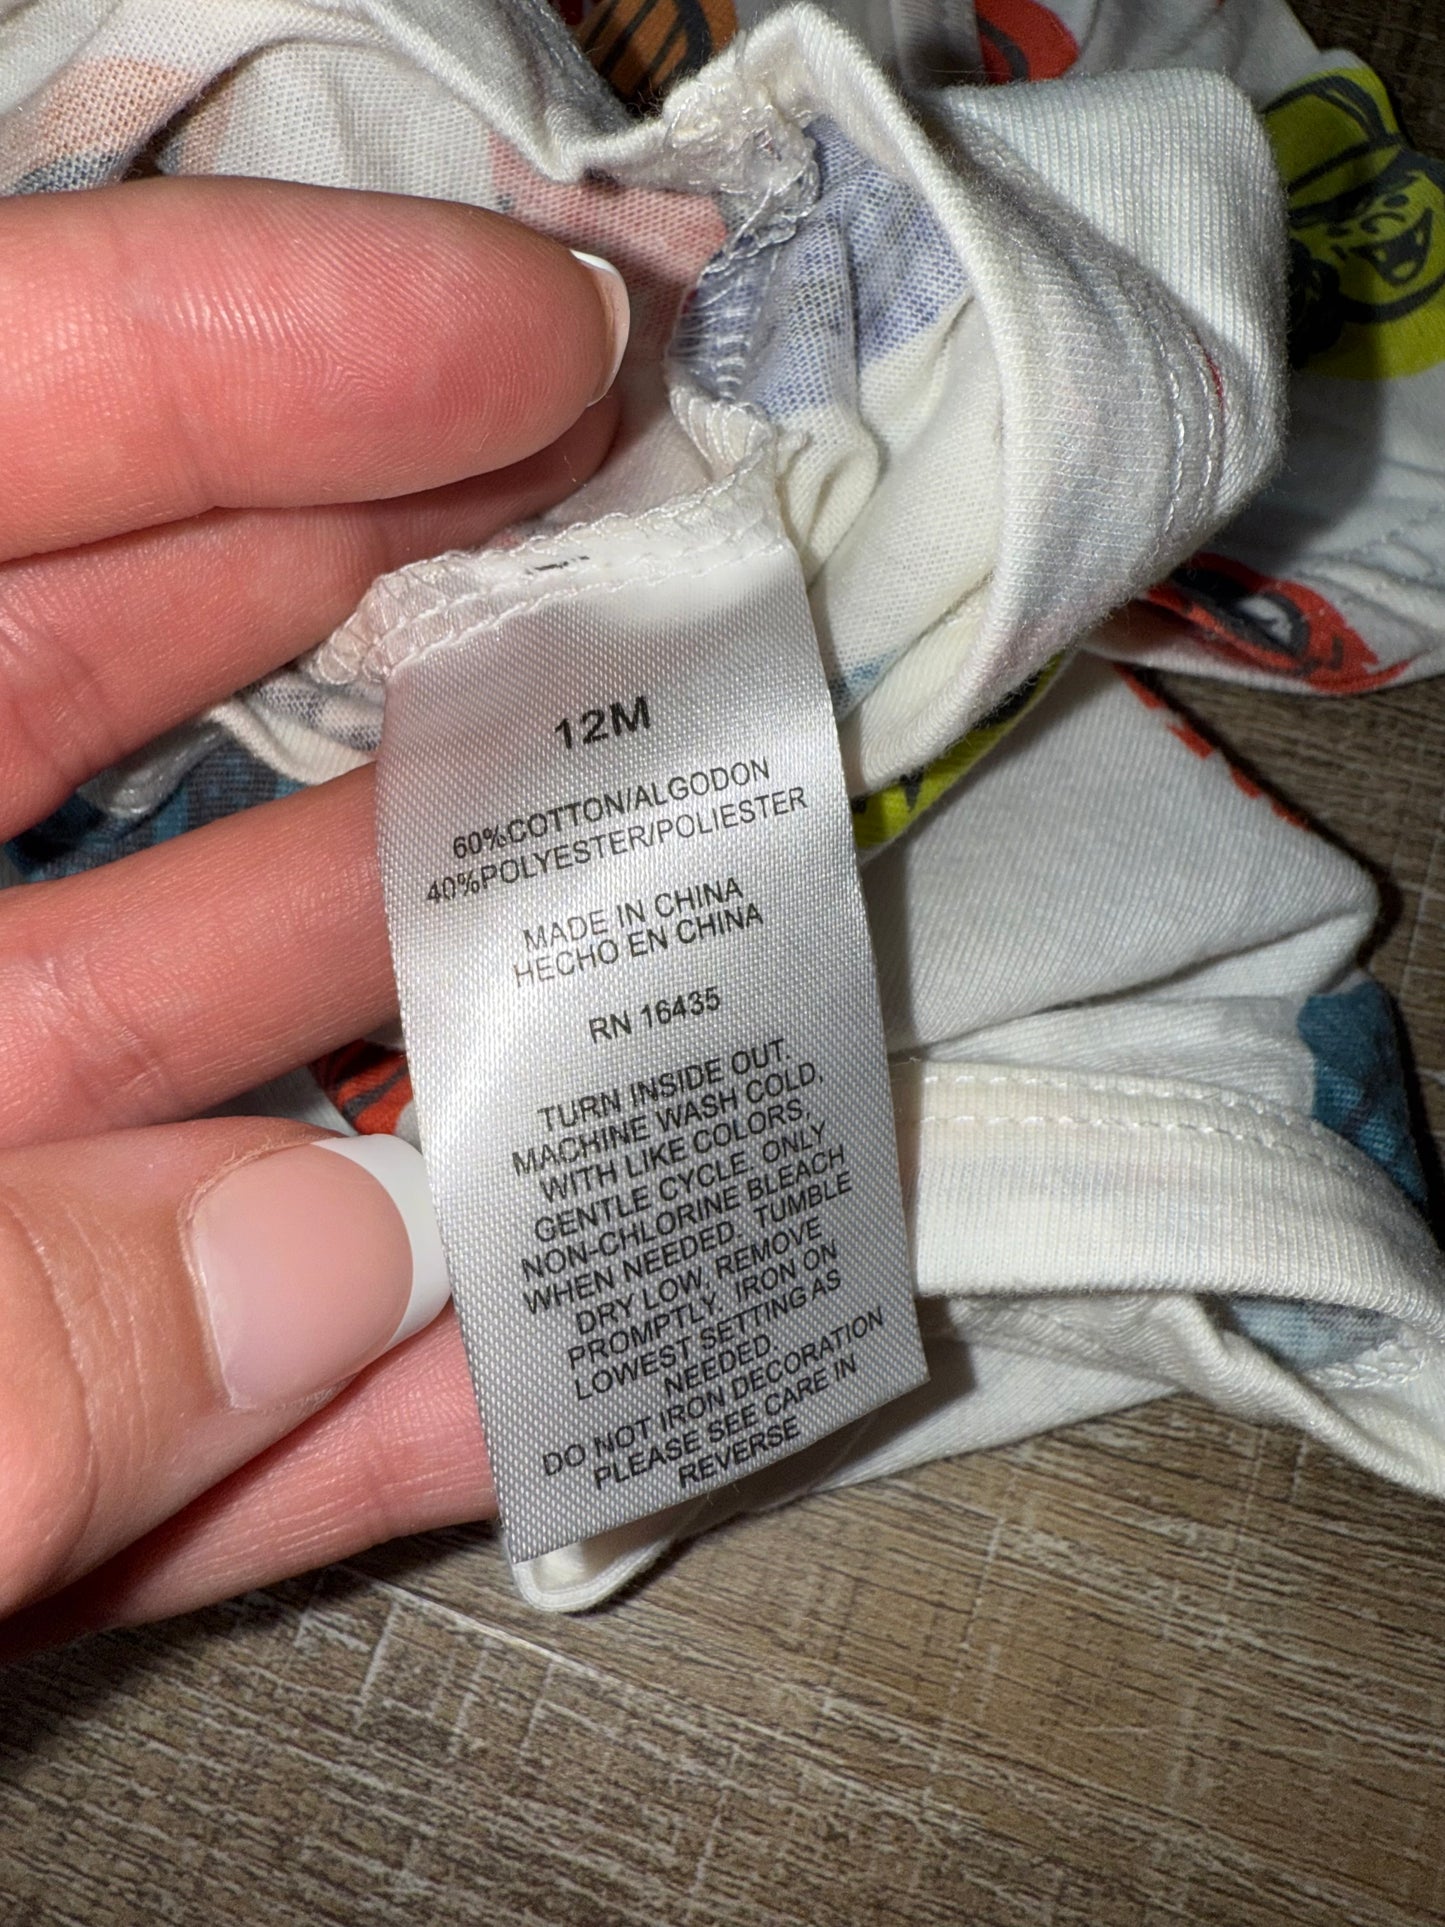 12M
60%COTTON/ALGODON
40%POLYESTER/POLIESTER
MADE IN CHINA
HECHO EN CHINA
RN 16435
TURN INSIDE OUT.
MACHINE WASH COLD,
WITH LIKE COLORS,
GENTLE CYCLE. ONLY
NON-CHLORINE BLEACH
WHEN NEEDED. TUMBLE
DRY LOW, REMOVE
PROMPTLY. IRON ON
LOWEST SETTING AS
NEEDED.
DO NOT IRON DECORATION
PLEASE SEE CARE IN
REVERSE